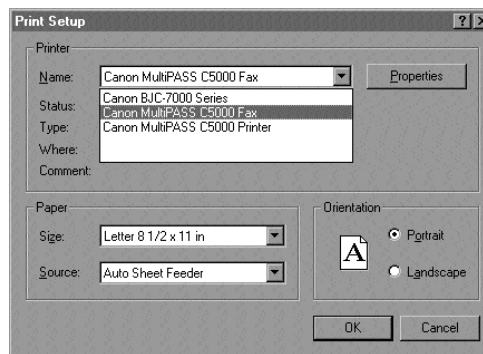 Print Setup
Printer
Name: Canon MultiPASS C5000 Fax Properties
Canon BJC-7000 Series
Status: Canon MultiPASS C5000 Fax
Type: Canon MultiPASS C5000 Printer
Where:
Comment:
Paper Orientation
Size: Letter 8 1/2 x 11 in Portrait
A
Source: Auto Sheet Feeder Landscape
OK Cancel